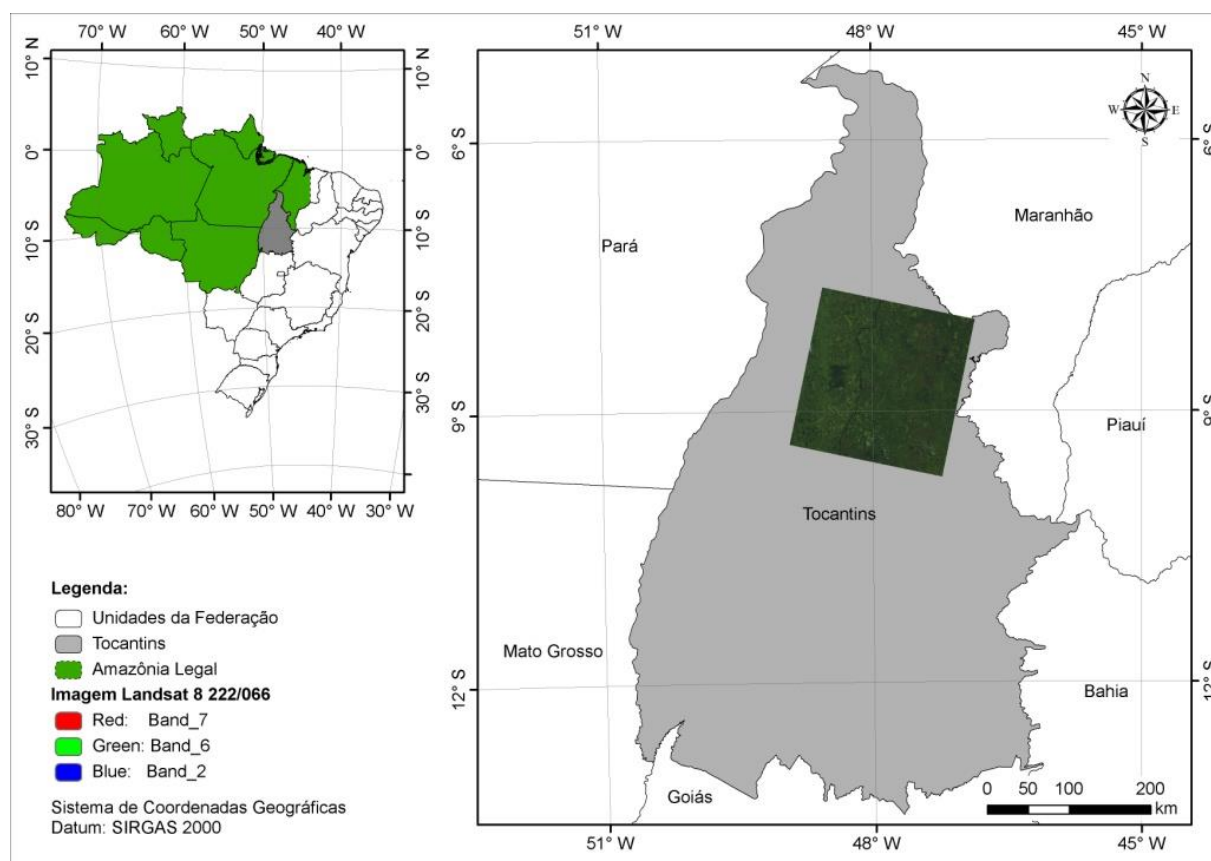 70° W 60° W 50° W 40° W
10° N
0°
10°S
20°S
30°S
10° N
0°
10°S
20°S
30°S
80° W 70° W 60° W 50° W 40° W 30° W
Legenda:
Unidades da Federação
Tocantins
Amazônia Legal
Imagem Landsat 8 222/066
Red: Band_7
Green: Band_6
Blue: Band_2
Sistema de Coordenadas Geográficas
Datum: SIRGAS 2000
51° W 48° W 45° W
N
W E
S
6°S
9°S
12°S
6°S
9°S
12°S
Maranhão
Pará
Piauí
Tocantins
Mato Grosso
Bahia
Goiás
0 50 100 200
km
51° W 48° W 45° W